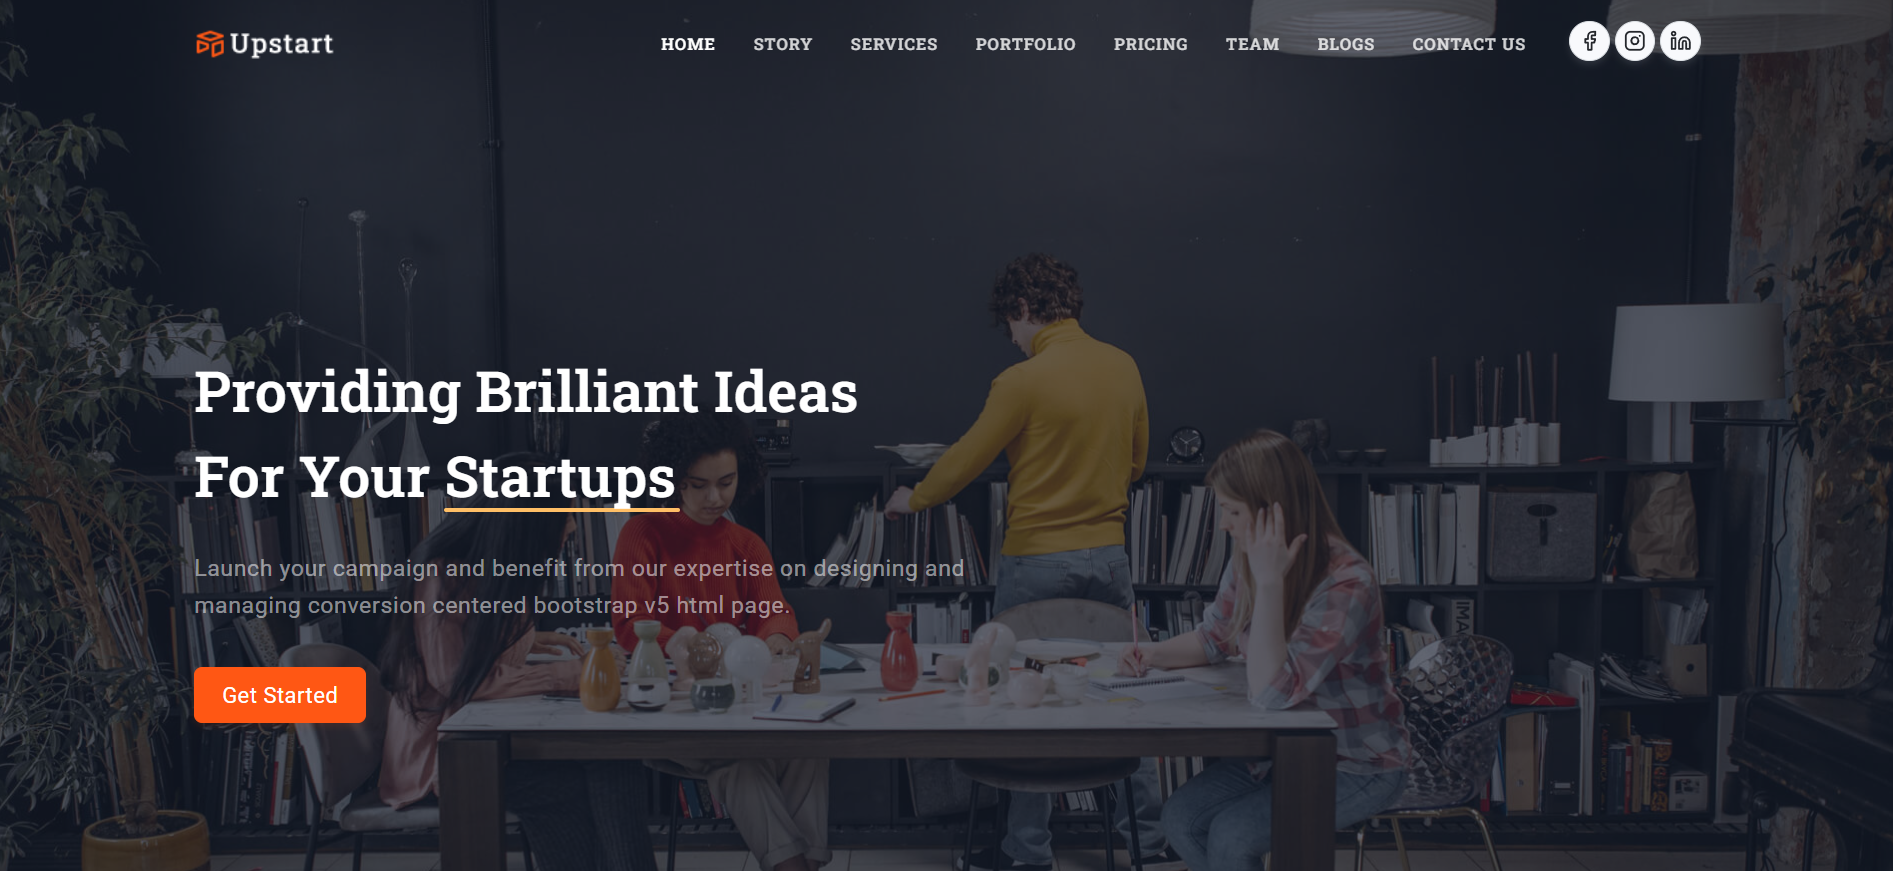 Upstart
HOME STORY SERVICES PORTFOLIO PRICING TEAM BLOGS CONTACT US
Providing Brilliant Ideas
For Your Startups
Launch your campaign and benefit from our expertise on designing and
managing conversion centered bootstrap v5 html page.
Get Started